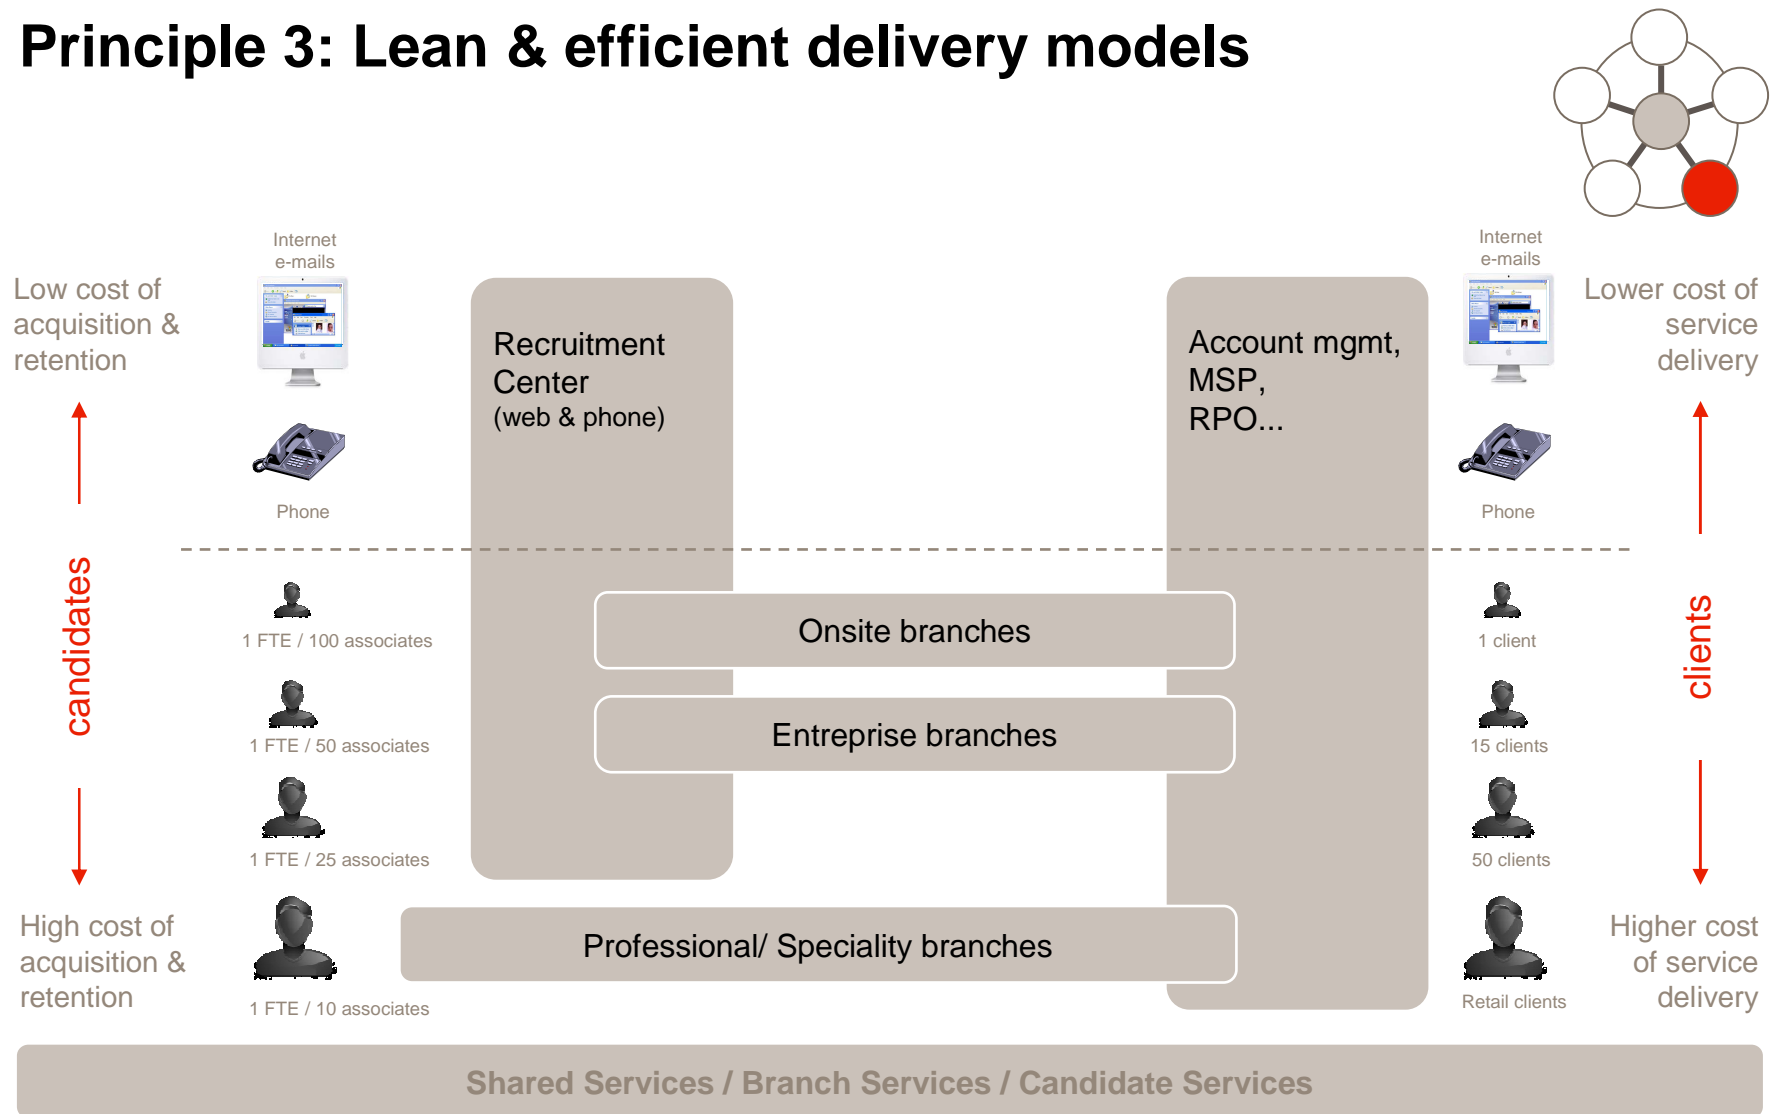 Principle 3: Lean & efficient delivery models
Internet
e-mails
Low cost of
acquisition &
retention
Phone
candidates
1 FTE / 100 associates
1 FTE / 50 associates
1 FTE / 25 associates
High cost of
acquisition &
retention
1 FTE / 10 associates
Recruitment
Center
(web & phone)
Account mgmt,
MSP,
RPO...
Onsite branches
Entreprise branches
Professional/ Speciality branches
Internet
e-mails
Lower cost of
service
delivery
Phone
clients
1 client
15 clients
50 clients
Retail clients
Higher cost
of service
delivery
Shared Services / Branch Services / Candidate Services